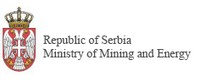 Republic of Serbia
Ministry of Mining and Energy